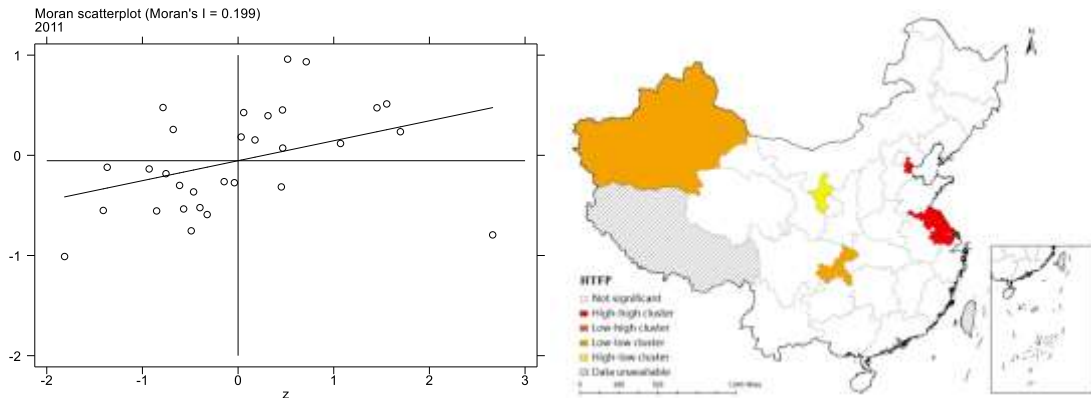 Moran scatterplot (Moran's I = 0.199)
2011
1
0
-1
-2
-2 -1 0 1 2 3
z
N
HTFP
Not significant
High-high cluster
Low-high cluster
Low-low cluster
High-low cluster
Data unavailable
0